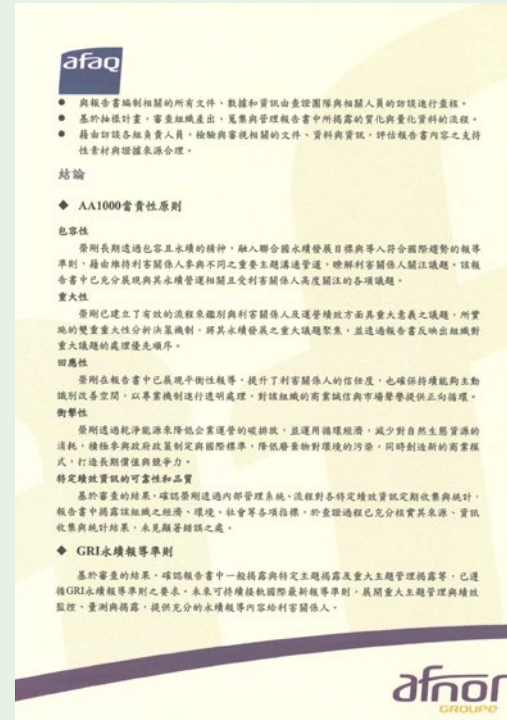 afaq
● 與報告書編制相關的所有文件、數據和資訊由查證團隊與相關人員的訪談進行查核。
● 基於抽樣計畫，審查組織產出、蒐集與管理報告書中所揭露的質化與量化資料的流程。
● 藉由訪談各組負責人員，檢驗與審視相關的文件、資料與資訊，評估報告書內容之支持
性素材與證據來源合理。
結論
◆ AA1000當責性原則
包容性
榮剛長期透過包容且永續的精神，融入聯合國永續發展目標與導入符合國際趨勢的報導
準則，藉由維持利害關係人參與不同之重要主題溝通管道，瞭解利害關係人關注議題。該報
告書中已充分展現與其永續營運相關且受利害關係人高度關注的各項議題。
重大性
榮剛已建立了有效的流程來鑑別與利害關係人及運營績效方面具重大意義之議題，所實
施的雙重重大性分析決策機制，將其永續發展之重大議題聚焦，並透過報告書反映出組織對
重大議題的處理優先順序。
回應性
榮剛在報告書中已展現平衡性報導，提升了利害關係人的信任度，也確保持續能夠主動
識別改善空間，以專業機制進行透明處理，對該組織的商業誠信與市場聲譽提供正向循環。
衝擊性
榮剛透過乾淨能源來降低企業運營的碳排放，並運用循環經濟，減少對自然生態資源的
消耗，積極參與政府政策制定與國際標準，降低廢棄物對環境的污染，同時創造新的商業模
式，打造長期價值與競爭力。
特定績效資訊的可靠性和品質
基於審查的結果，確認榮剛透過內部管理系統、流程對各特定績效資訊定期收集與統計，
報告書中揭露該組織之經濟、環境、社會等各項指標，於查證過程已充分核實其來源、資訊
收集與統計結果，未見顯著錯誤之處。
◆ GRI永續報導準則
基於審查的結果，確認報告書中一般揭露與特定主題揭露及重大主題管理揭露等，已遵
循GRI永續報導準則之要求。未來可持續接軌國際最新報導準則，展開重大主題管理與績效
監控、量測與揭露，提供充分的永續報導內容給利害關係人。
afnor
GROUPE